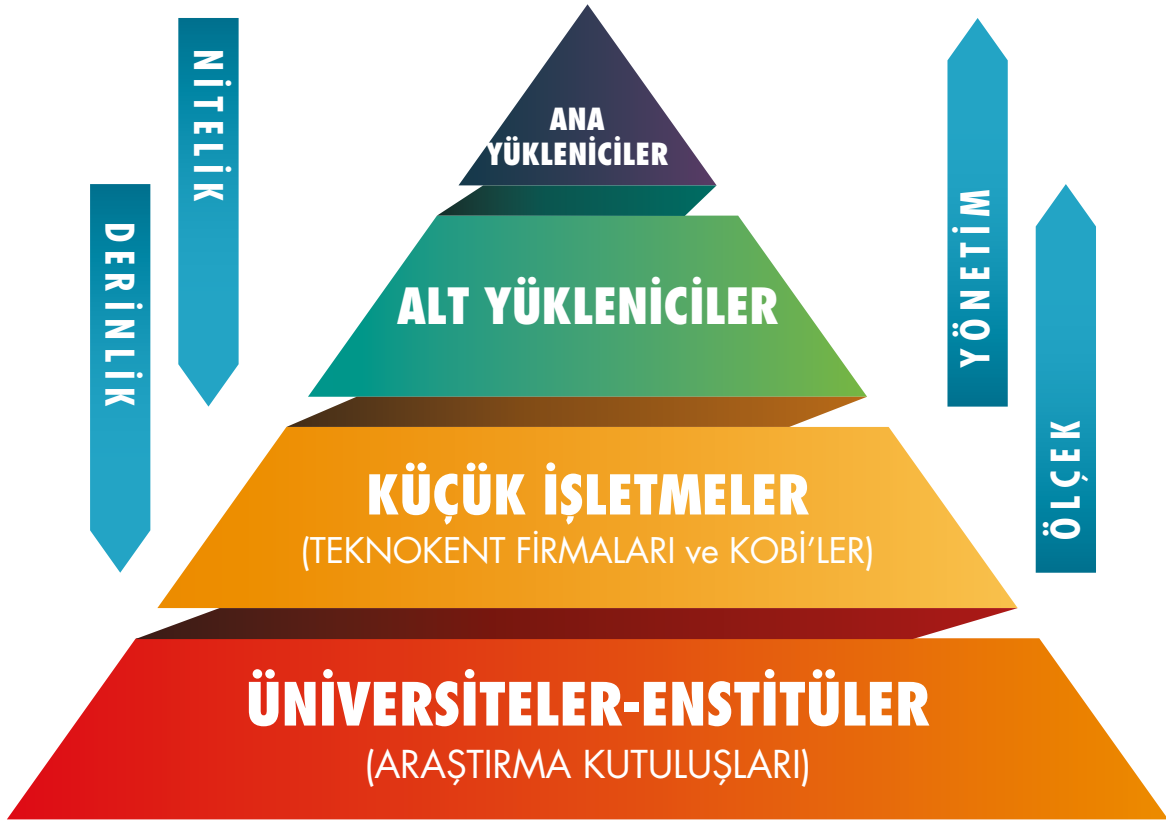 NİTELİK
DERİNLİK
ANA
YÜKLENİCİLER
ALT YÜKLENİCİLER
KÜÇÜK İŞLETMELER
(TEKNOKENT FİRMALARI ve KOBİ'LER)
ÜNİVERSİTELER-ENSTİTÜLER
(ARAŞTIRMA KUTULUŞLARI)
YÖNETİM
ÖLÇEK